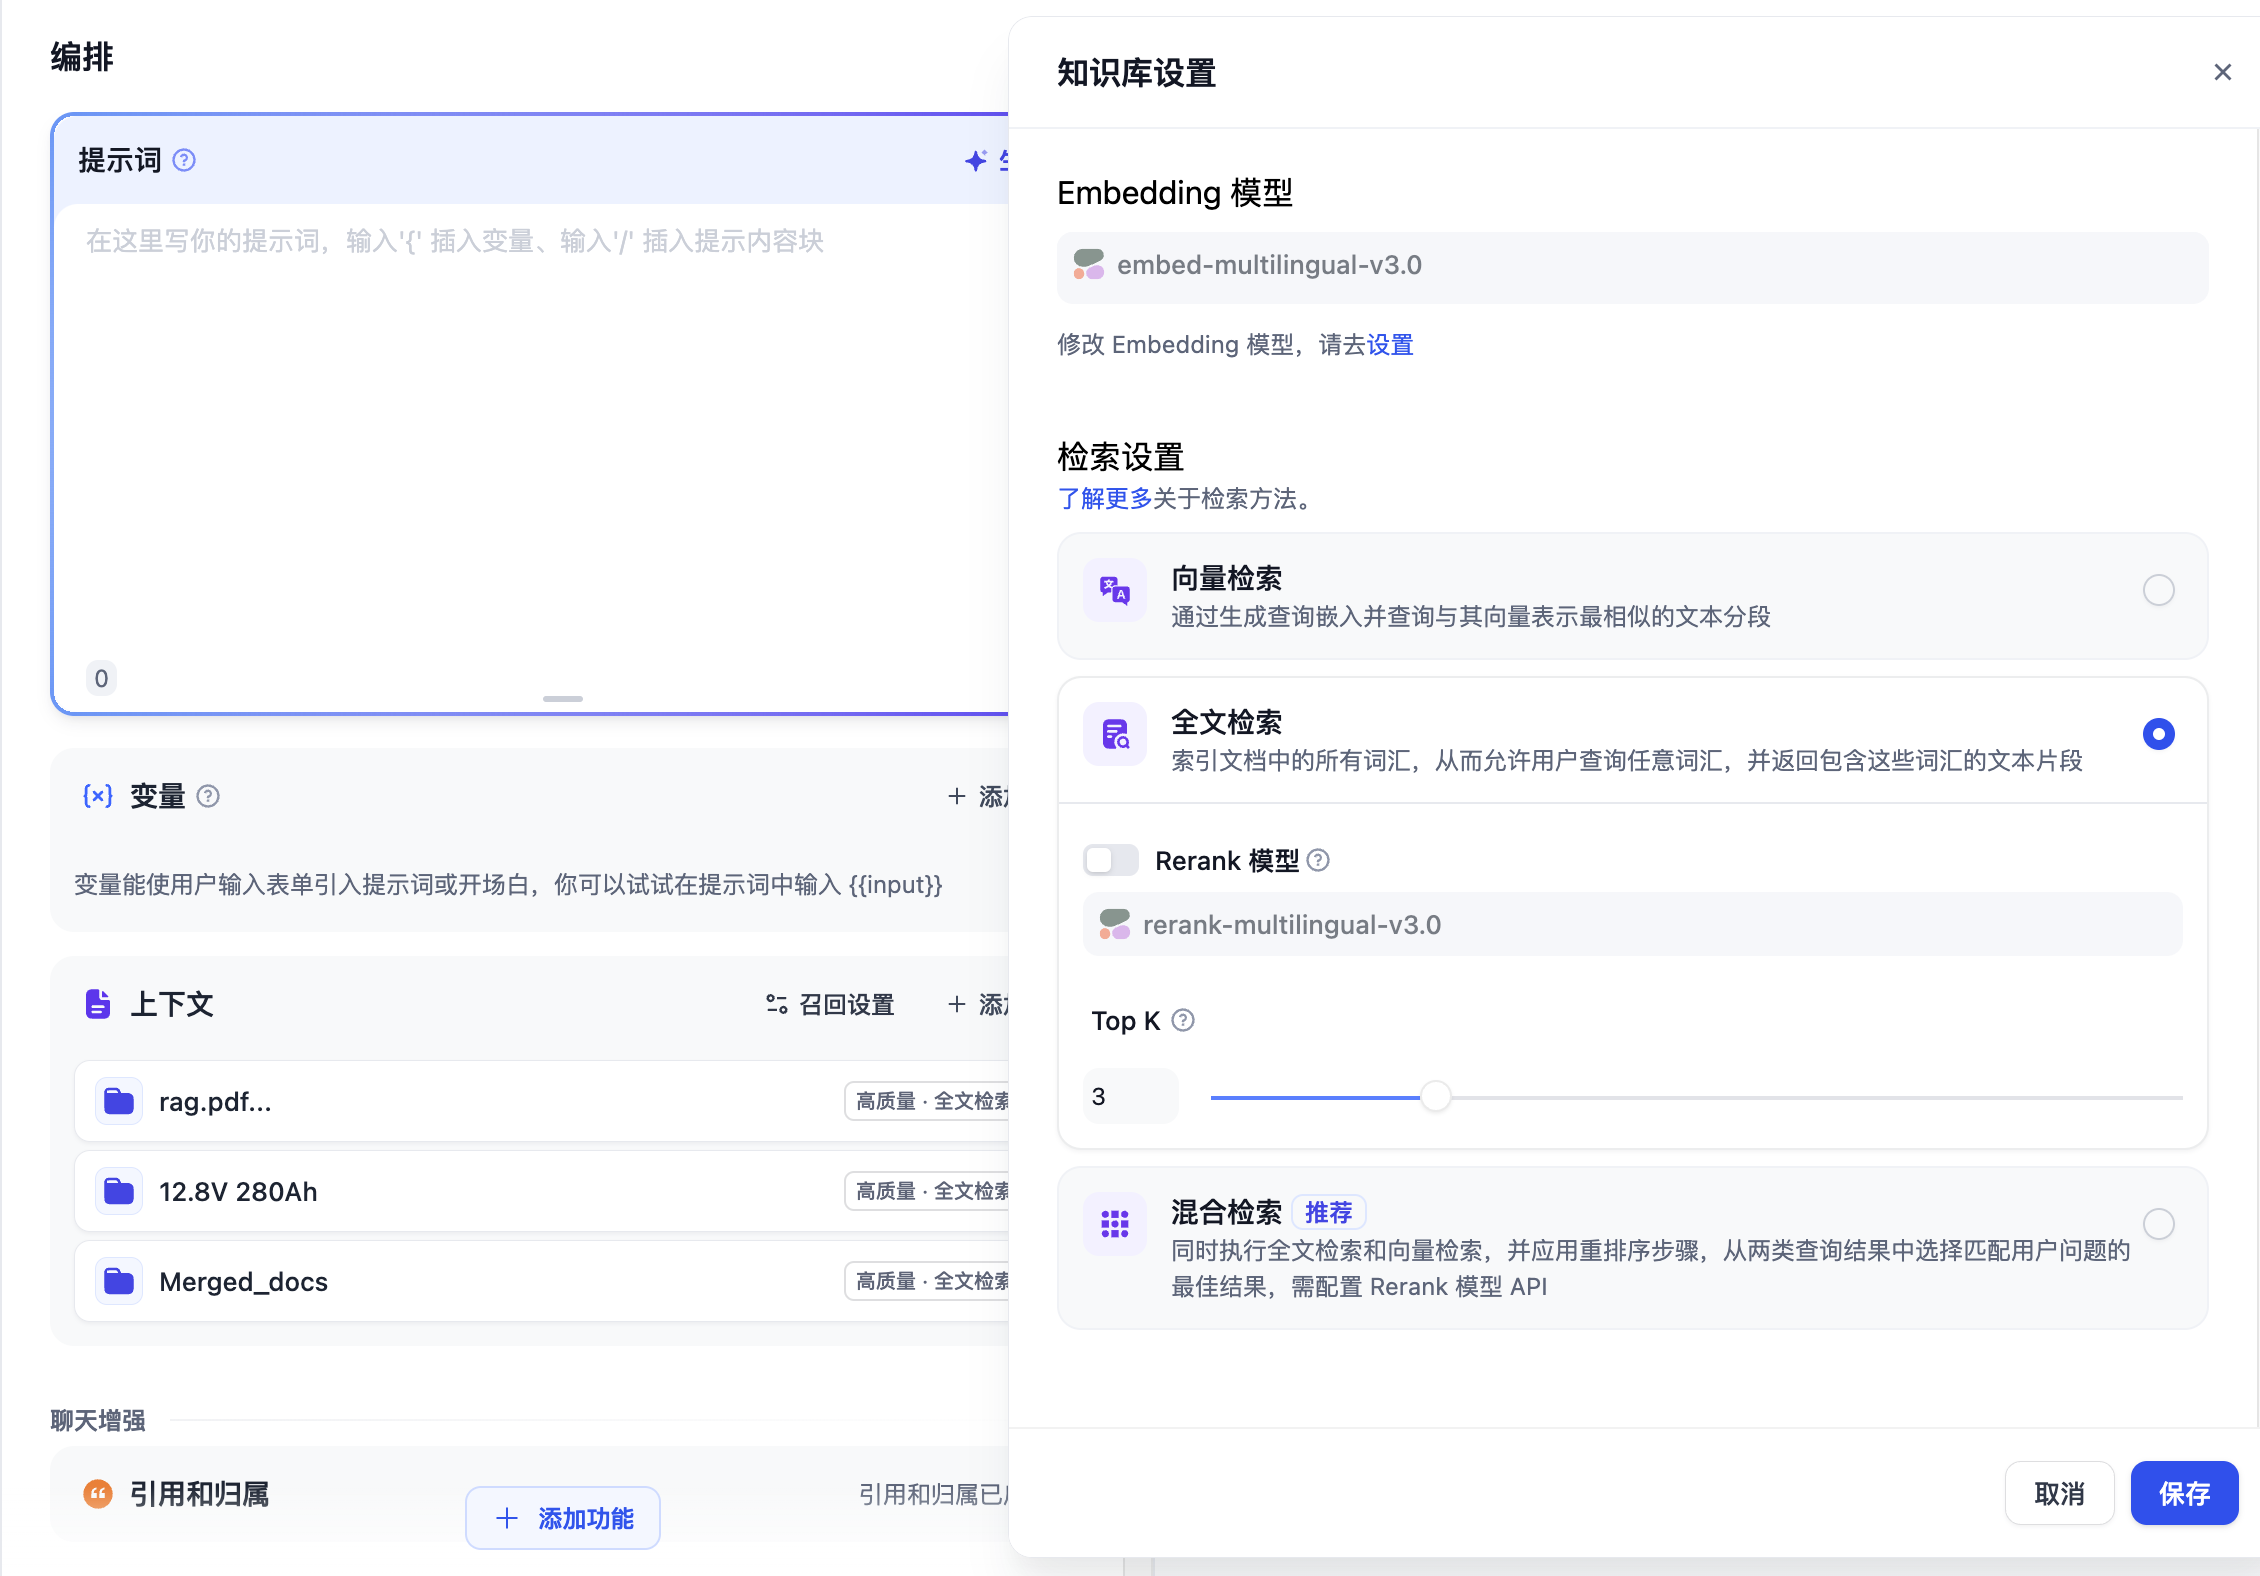 编排
提示词
在这里写你的提示词，输入'{' 插入变量、输入'/' 插入提示内容块
0
变量
+ 添加
变量能使用户输入表单引入提示词或开场白，你可以试试在提示词中输入 {{input}}
上下文
召回设置
+ 添加
rag.pdf...
高质量 · 全文检索
12.8V 280Ah
高质量 · 全文检索
Merged_docs
高质量 · 全文检索
聊天增强
引用和归属
引用和归属已
+ 添加功能
知识库设置
Embedding 模型
embed-multilingual-v3.0
修改 Embedding 模型，请去设置
检索设置
了解更多关于检索方法。
向量检索
通过生成查询嵌入并查询与其向量表示最相似的文本分段
全文检索
索引文档中的所有词汇，从而允许用户查询任意词汇，并返回包含这些词汇的文本片段
Rerank 模型
rerank-multilingual-v3.0
Top K
3
混合检索 推荐
同时执行全文检索和向量检索，并应用重排序步骤，从两类查询结果中选择匹配用户问题的
最佳结果，需配置 Rerank 模型 API
取消
保存